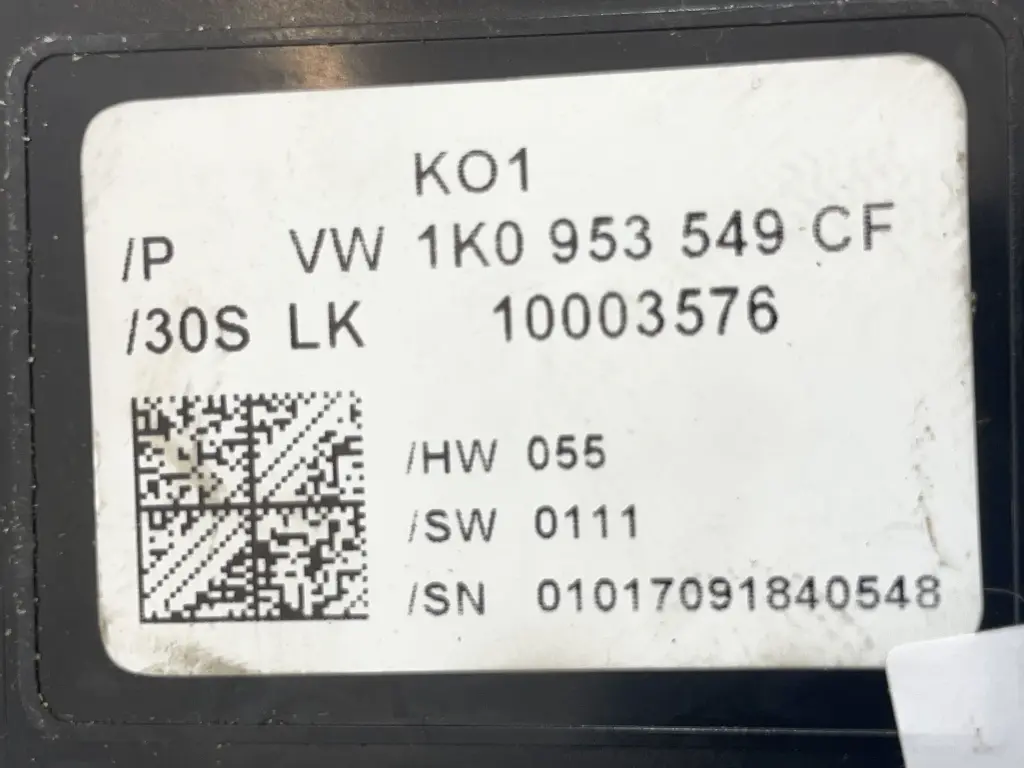 KO1
/P VW 1K0 953 549 CF
/30S LK 10003576
/HW 055
/SW 0111
/SN 01017091840548